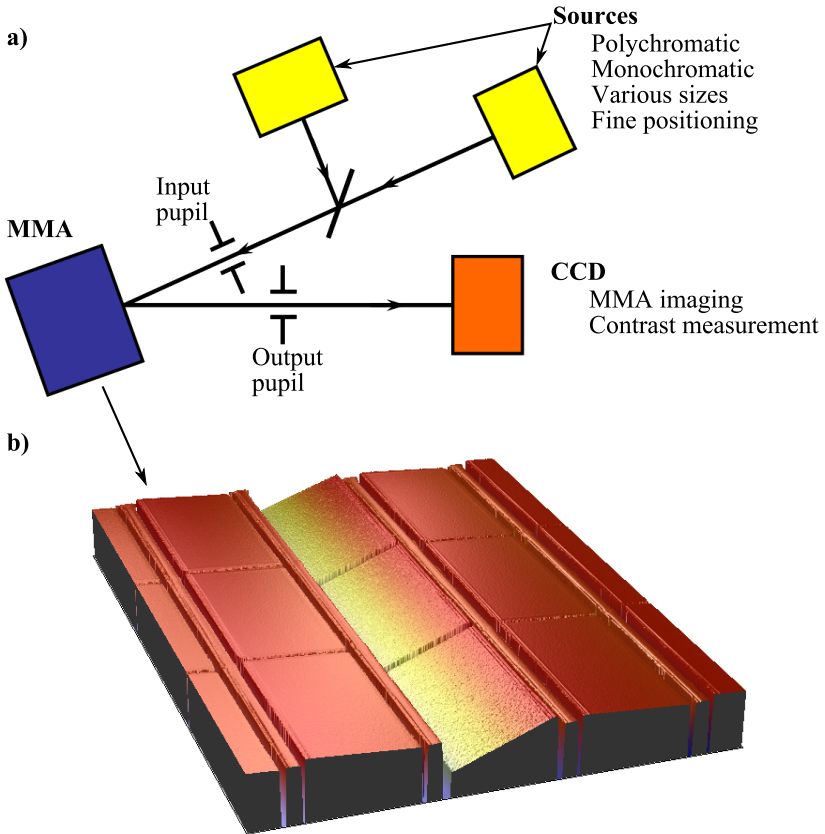 a)
Sources
Polychromatic
Monochromatic
Various sizes
Fine positioning
Input
pupil
MMA
CCD
MMA imaging
Contrast measurement
Output
pupil
b)